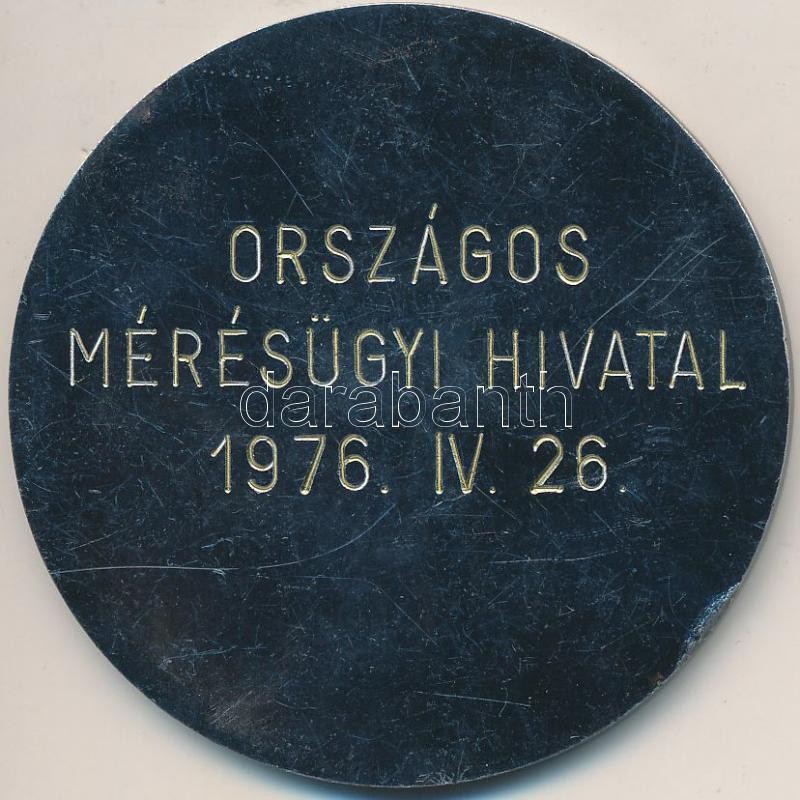 ORSZÁGOS
MÉRÉSÜGYI HIVATAL
darabanth
1976. IV. 26.